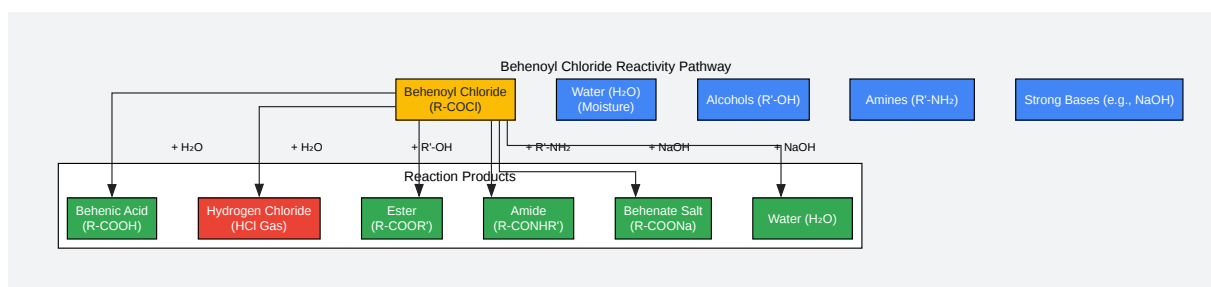 Behenoyl Chloride Reactivity Pathway
Behenoyl Chloride
(R-COCl)
Water (H₂O)
(Moisture)
Alcohols (R'-OH)
Amines (R'-NH₂)
Strong Bases (e.g., NaOH)
+ H₂O
+ H₂O
+ R'-OH
+ R'-NH₂
+ NaOH
+ NaOH
Reaction Products
Behenic Acid
(R-COOH)
Hydrogen Chloride
(HCl Gas)
Ester
(R-COOR')
Amide
(R-CONHR')
Behenate Salt
(R-COONa)
Water (H₂O)